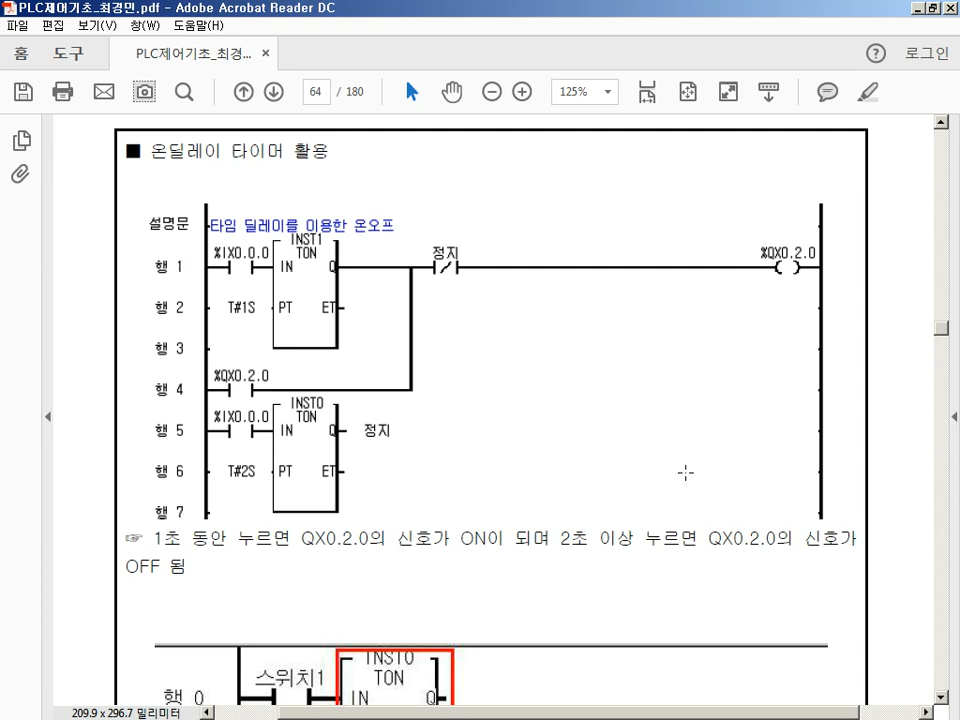 PLC제어기초_최경민.pdf - Adobe Acrobat Reader DC
파일 편집 보기(V) 창(W) 도움말(H)
홈 도구 PLC제어기초_최경... × 로그인
64 / 180 125%
■ 온딜레이 타이머 활용
설명문 타임 딜레이를 이용한 온오프
INST1
%IX0.0.0 TON 정지 %QX0.2.0
행 1 IN Q
행 2 T#1S PT ET
행 3
%QX0.2.0
행 4
INST0
%IX0.0.0 TON
행 5 IN Q 정지
행 6 T#2S PT ET
행 7
☞ 1초 동안 누르면 QX0.2.0의 신호가 ON이 되며 2초 이상 누르면 QX0.2.0의 신호가
OFF 됨
INST0
스위치1 TON
행 0 IN Q
209.9 x 296.7 밀리미터